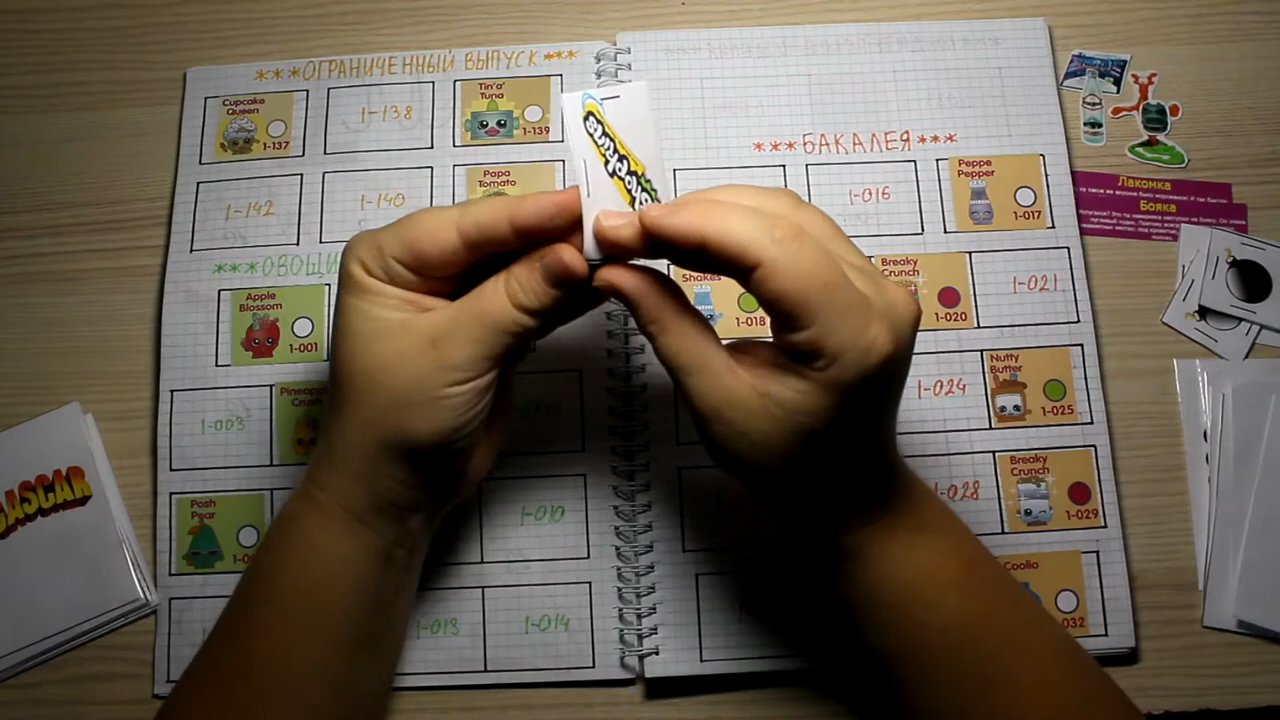 ***ОГРАНИЧЕННЫЙ ВЫПУСК***
Cupcake
Queen
1-137
1-138
Tin'a'
Tuna
1-139
1-142
1-140
Papa
Tomato
***ОВОЩИ
Apple
Blossom
1-001
1-003
Pineapple
Crush
Posh
Pear
1-010
1-013
1-014
Shopkins
***БАКАЛЕЯ***
1-016
Peppe
Pepper
1-017
Shakes
1-018
Breaky
Crunch
1-020
1-021
1-024
Nutty
Butter
1-025
1-028
Breaky
Crunch
1-029
Coolio
032
Лакомка
Бояка
GASCAR